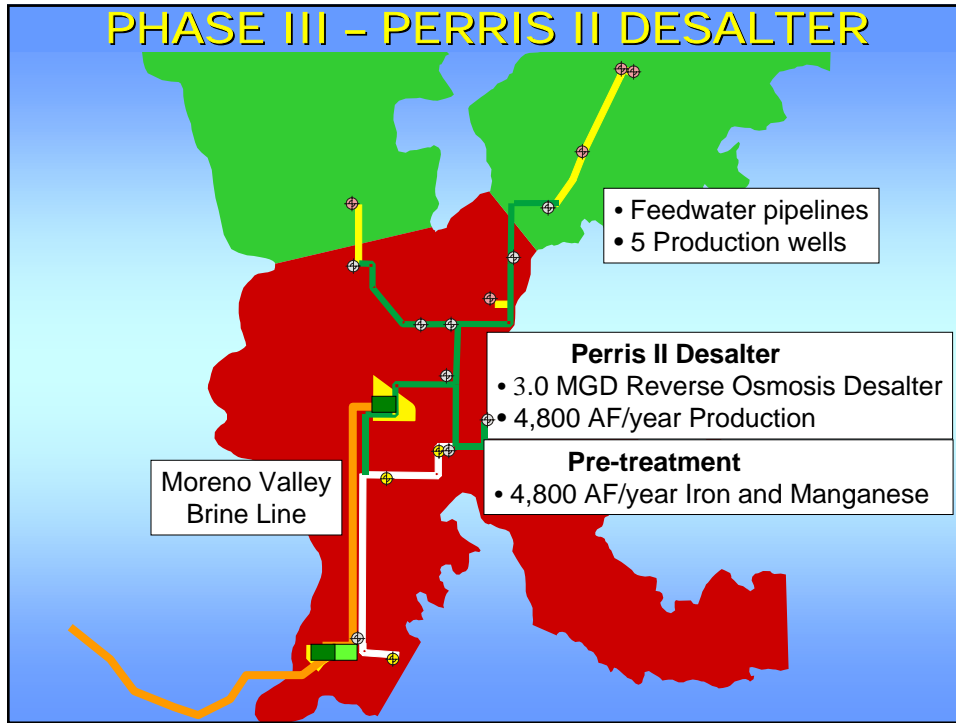 PHASE III – PERRIS II DESALTER
• Feedwater pipelines
• 5 Production wells
Perris II Desalter
• 3.0 MGD Reverse Osmosis Desalter
• 4,800 AF/year Production
Pre-treatment
• 4,800 AF/year Iron and Manganese
Moreno Valley
Brine Line